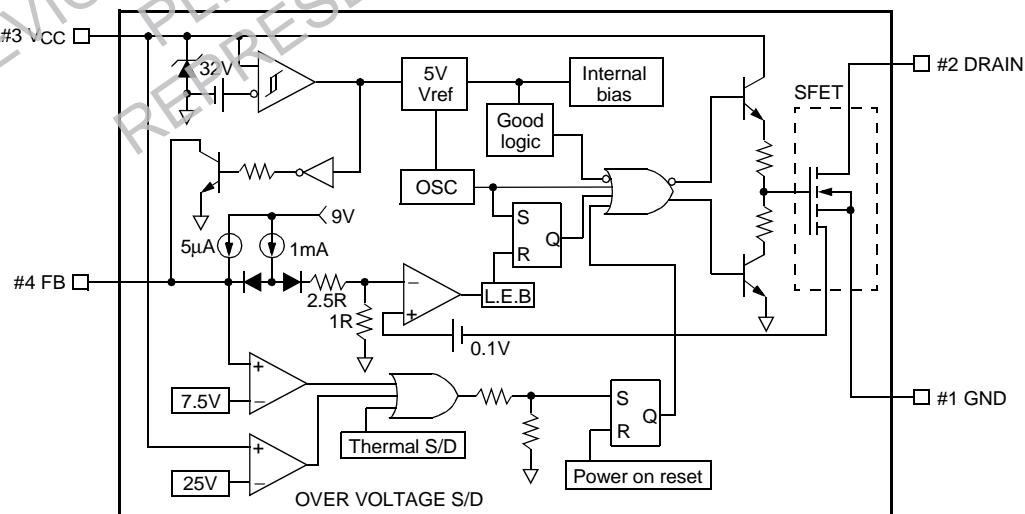 #3 VCC
32V
5V
Vref
Internal
bias
Good
logic
OSC
SFET
#2 DRAIN
9V
5μA
1mA
S
R
Q
#4 FB
2.5R
1R
−
+
L.E.B
0.1V
+
−
7.5V
Thermal S/D
S
R
Q
#1 GND
+
−
25V
Power on reset
OVER VOLTAGE S/D